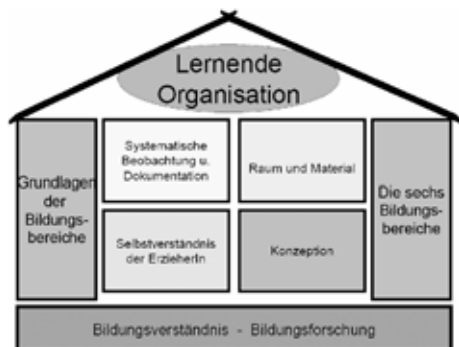 Lernende
Organisation
Grundlagen
der
Bildungs-
bereiche
Systematische
Beobachtung u.
Dokumentation
Raum und Material
Selbstverständnis
der ErzieherIn
Konzeption
Die sechs
Bildungs-
bereiche
Bildungsverständnis - Bildungsforschung